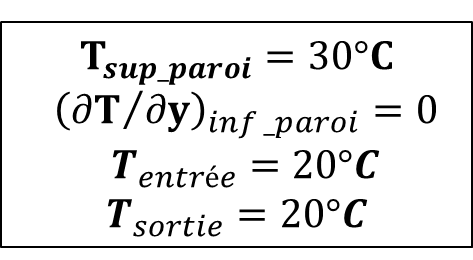 T_sup_paroi = 30°C
(∂T/∂y)_inf_paroi = 0
T_entrée = 20°C
T_sortie = 20°C